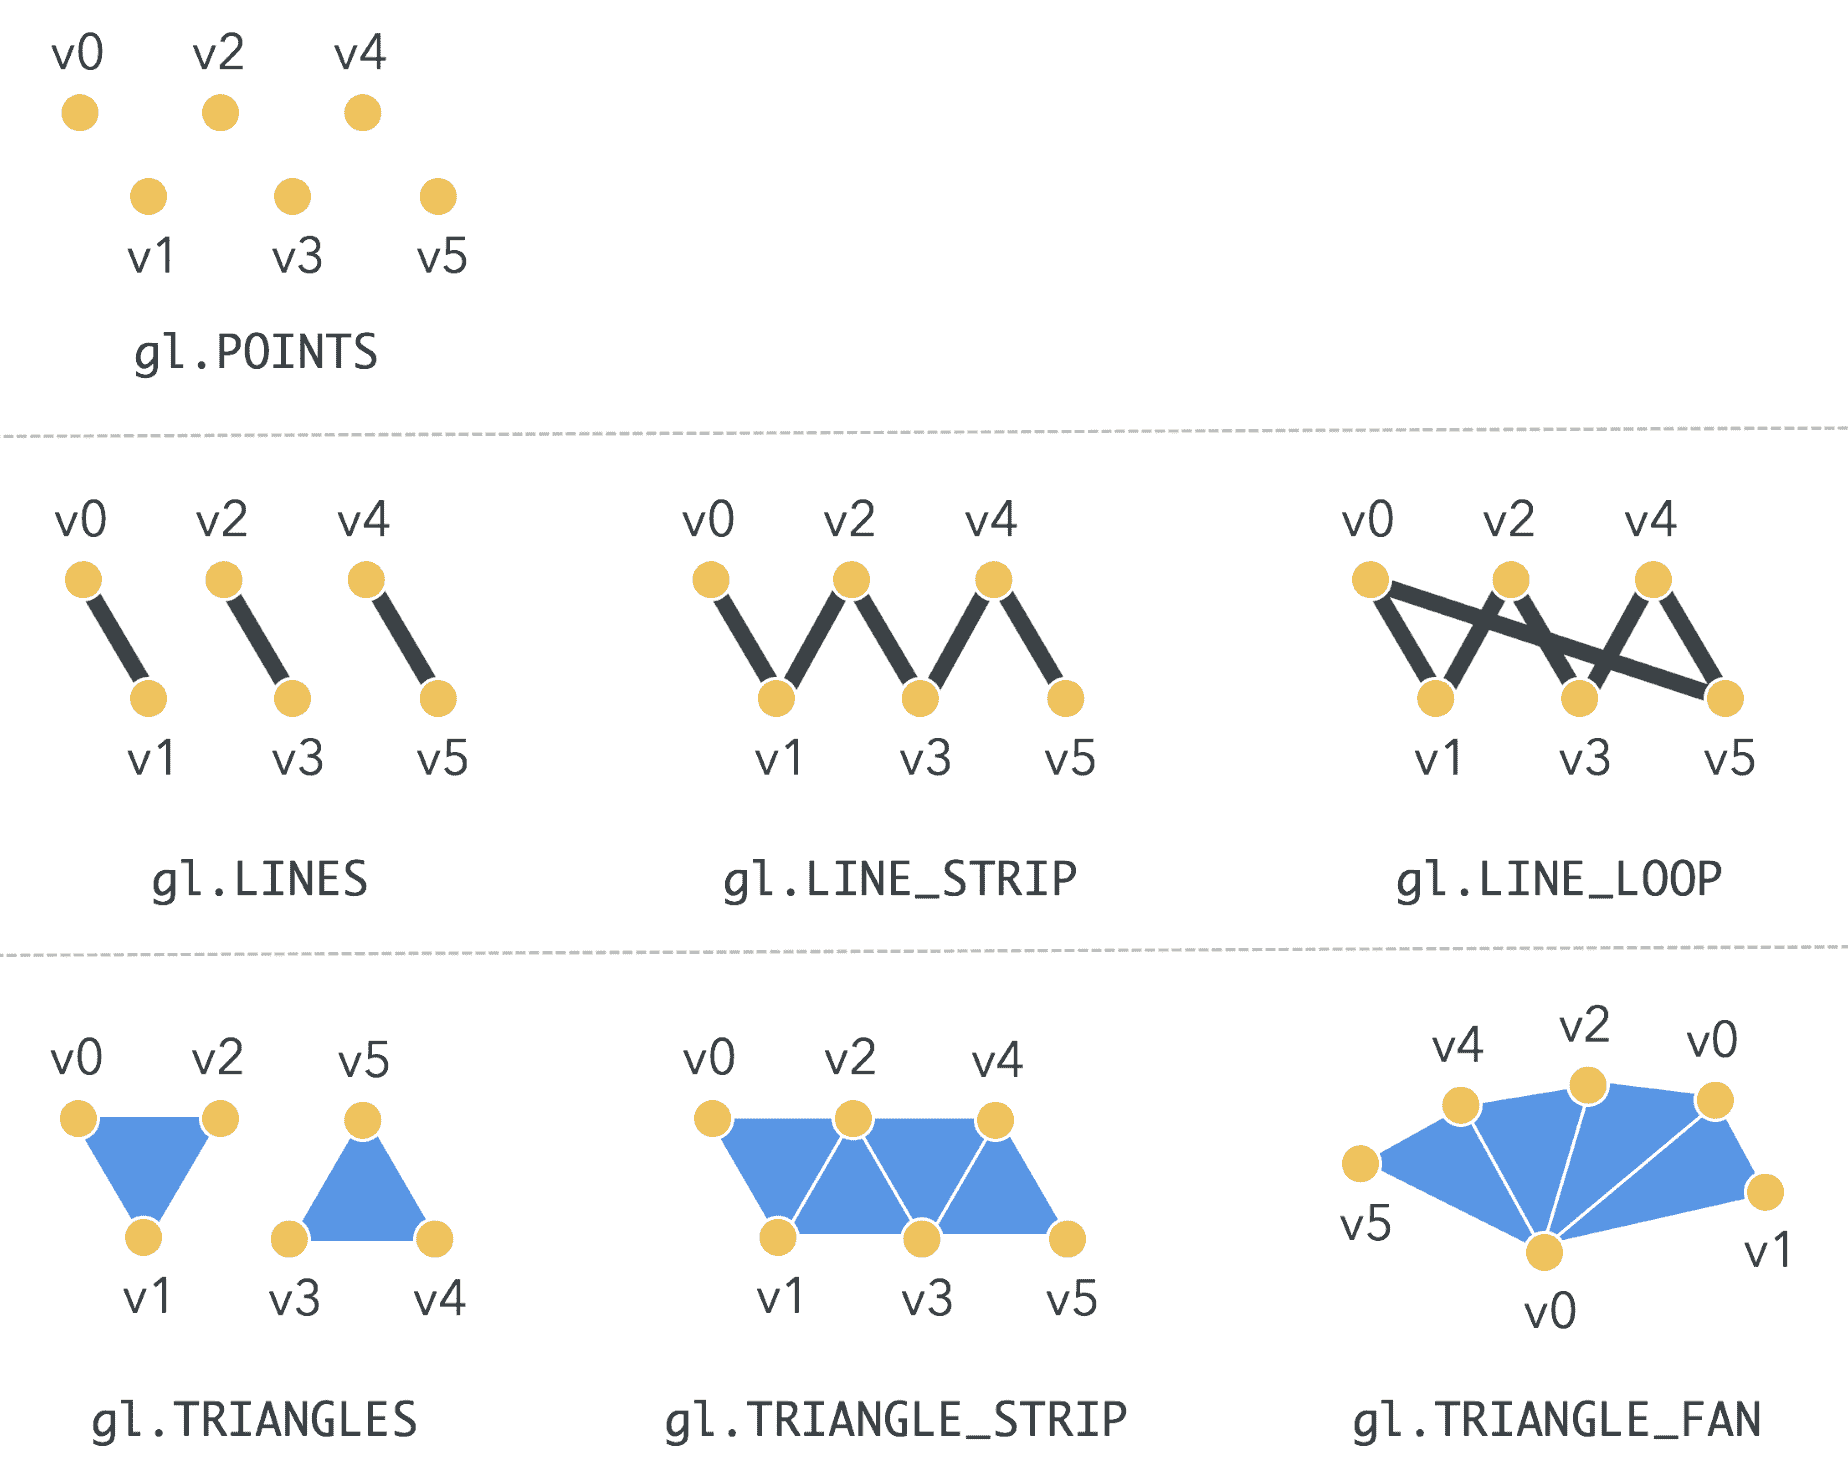 v0 v2 v4
v1 v3 v5
gl.POINTS
v0 v2 v4 v0 v2 v4 v0 v2 v4
v1 v3 v5 v1 v3 v5 v1 v3 v5
gl.LINES gl.LINE_STRIP gl.LINE_LOOP
v0 v2 v5 v0 v2 v4 v4 v2 v0
v5 v1
v1 v3 v4 v1 v3 v5 v0
gl.TRIANGLES gl.TRIANGLE_STRIP gl.TRIANGLE_FAN